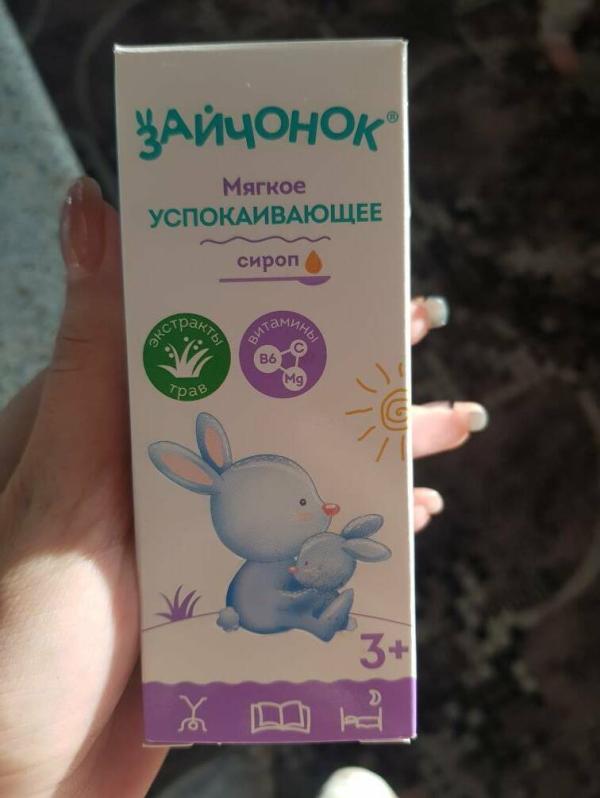 ЗАЙЧОНОК®
Мягкое
УСПОКАИВАЮЩЕЕ
сироп
экстракты
трав
витамины
B6
C
Mg
3+